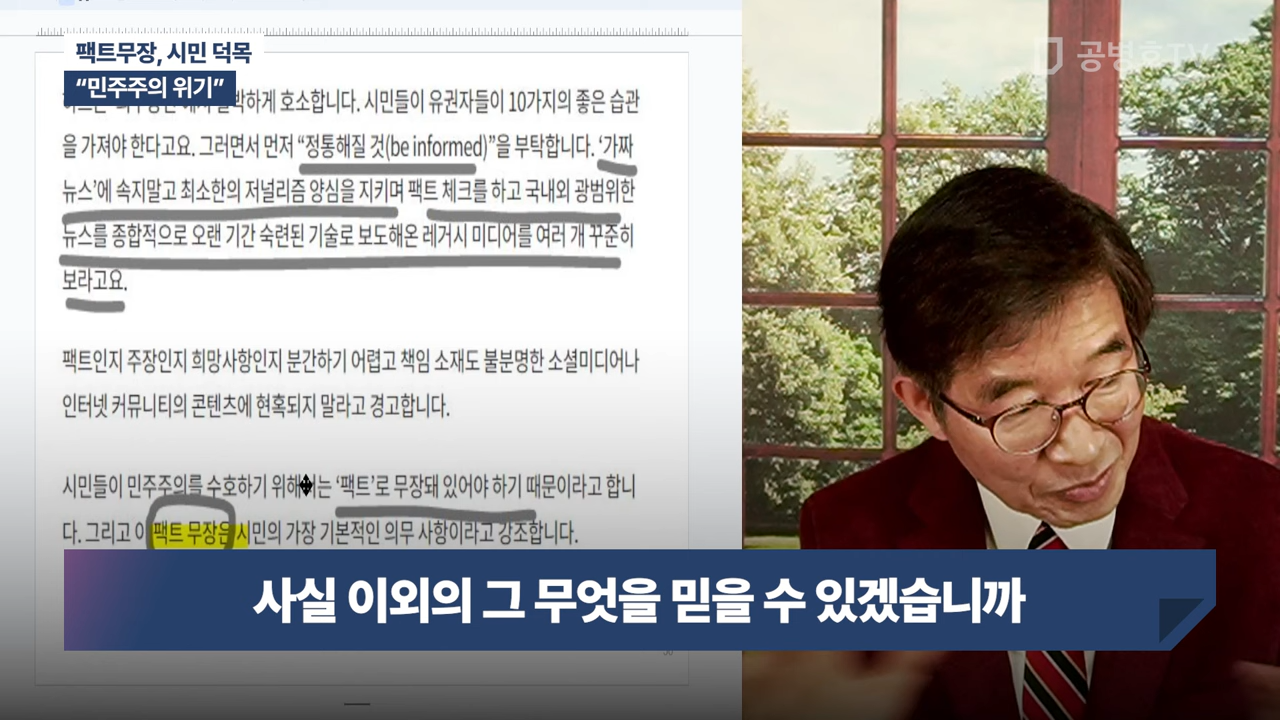 팩트무장, 시민 덕목
“민주주의 위기”
공병호TV
하게 호소합니다. 시민들이 유권자들이 10가지의 좋은 습관
을 가져야 한다고요. 그러면서 먼저 “정통해질 것(be informed)”을 부탁합니다. ‘가짜
뉴스’에 속지말고 최소한의 저널리즘 양심을 지키며 팩트 체크를 하고 국내외 광범위한
뉴스를 종합적으로 오랜 기간 숙련된 기술로 보도해온 레거시 미디어를 여러 개 꾸준히
보라고요.
팩트인지 주장인지 희망사항인지 분간하기 어렵고 책임 소재도 불분명한 소셜미디어나
인터넷 커뮤니티의 콘텐츠에 현혹되지 말라고 경고합니다.
시민들이 민주주의를 수호하기 위해 는 ‘팩트’로 무장돼 있어야 하기 때문이라고 합니
다. 그리고 이 팩트 무장은 시민의 가장 기본적인 의무 사항이라고 강조합니다.
사실 이외의 그 무엇을 믿을 수 있겠습니까